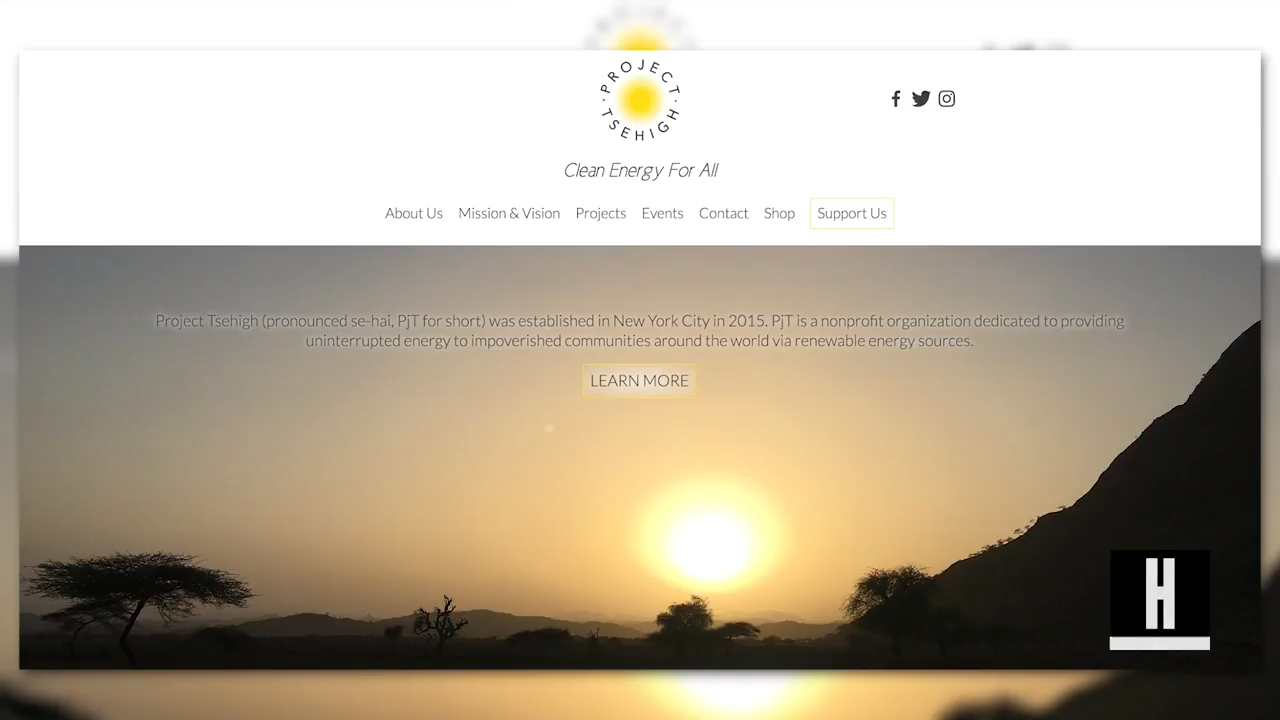 · PROJECT · TSEHIGH
Clean Energy For All
About Us Mission & Vision Projects Events Contact Shop Support Us
Project Tsehigh (pronounced se-hai, PjT for short) was established in New York City in 2015. PjT is a nonprofit organization dedicated to providing
uninterrupted energy to impoverished communities around the world via renewable energy sources.
LEARN MORE
H